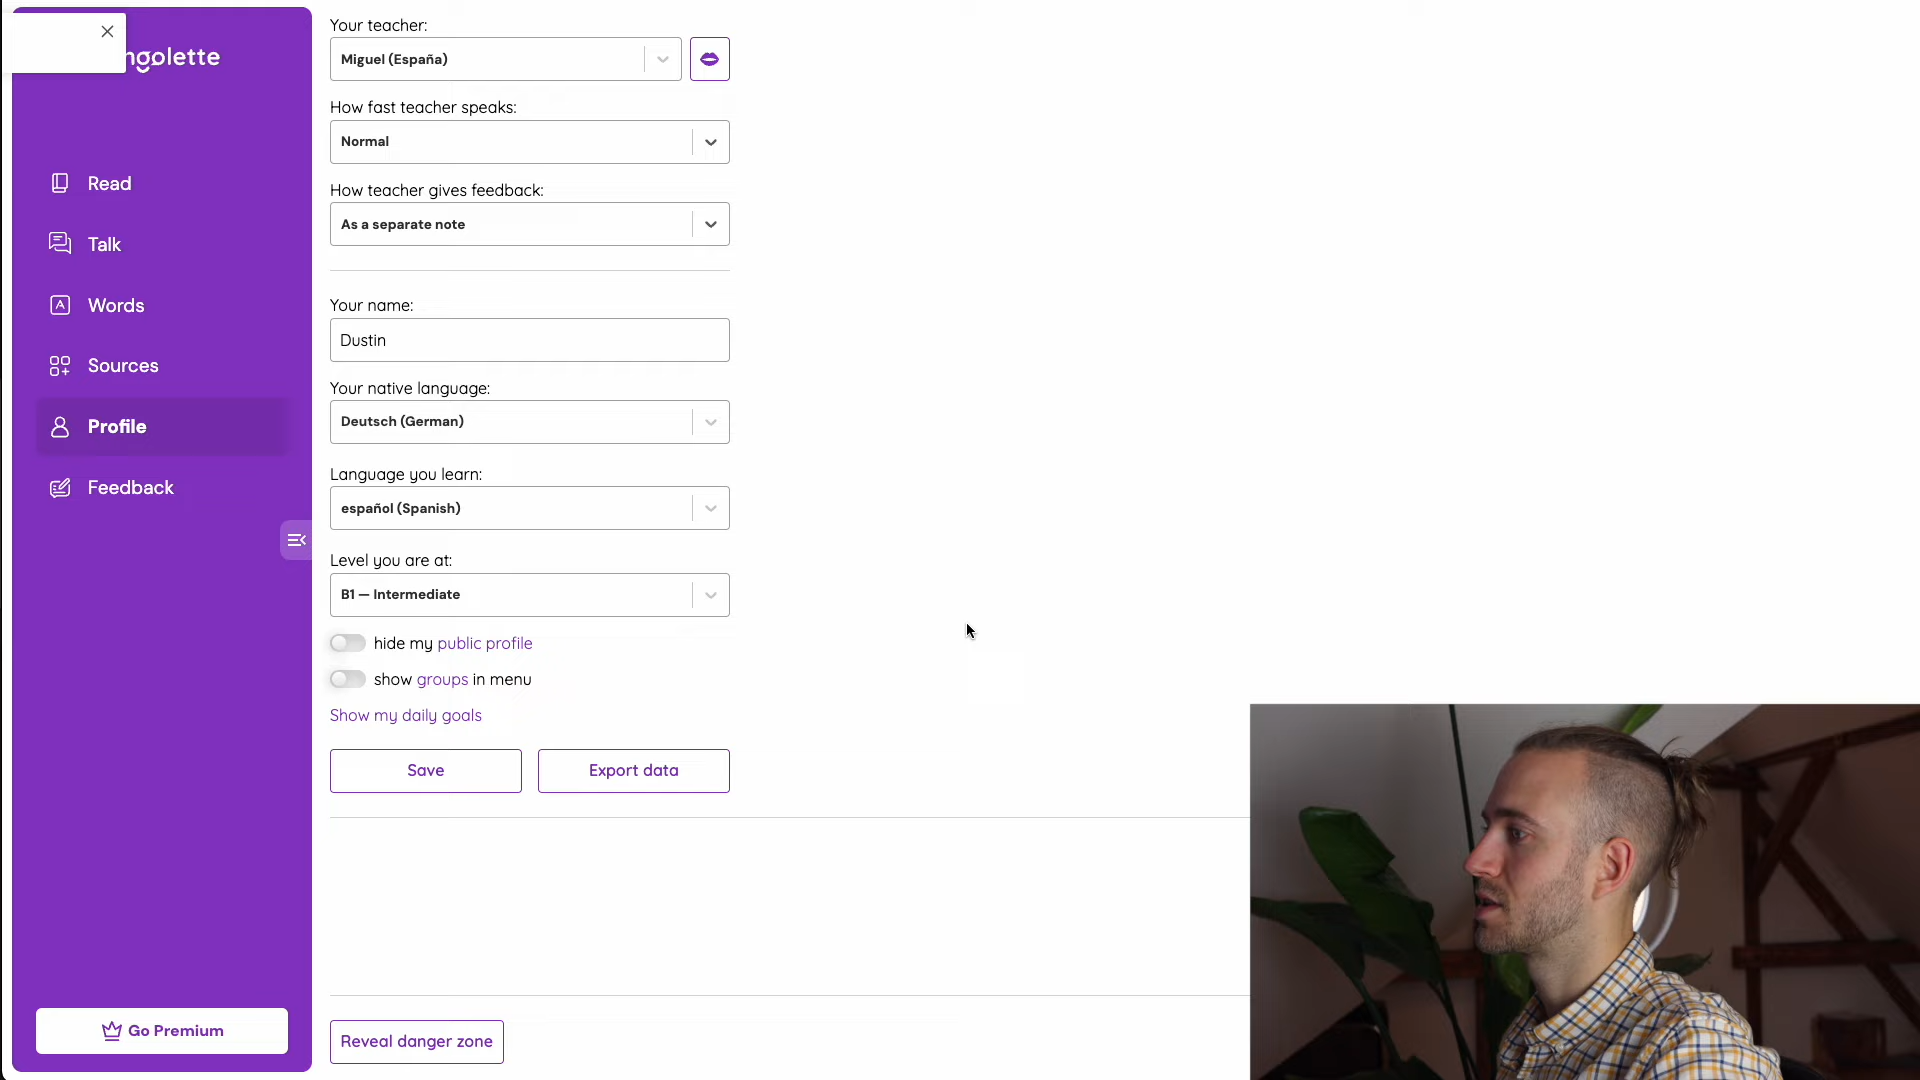 ngolette
Read
Talk
Words
Sources
Profile
Feedback
Go Premium
Your teacher:
Miguel (España)
How fast teacher speaks:
Normal
How teacher gives feedback:
As a separate note
Your name:
Dustin
Your native language:
Deutsch (German)
Language you learn:
español (Spanish)
Level you are at:
B1 — Intermediate
hide my public profile
show groups in menu
Show my daily goals
Save
Export data
Reveal danger zone